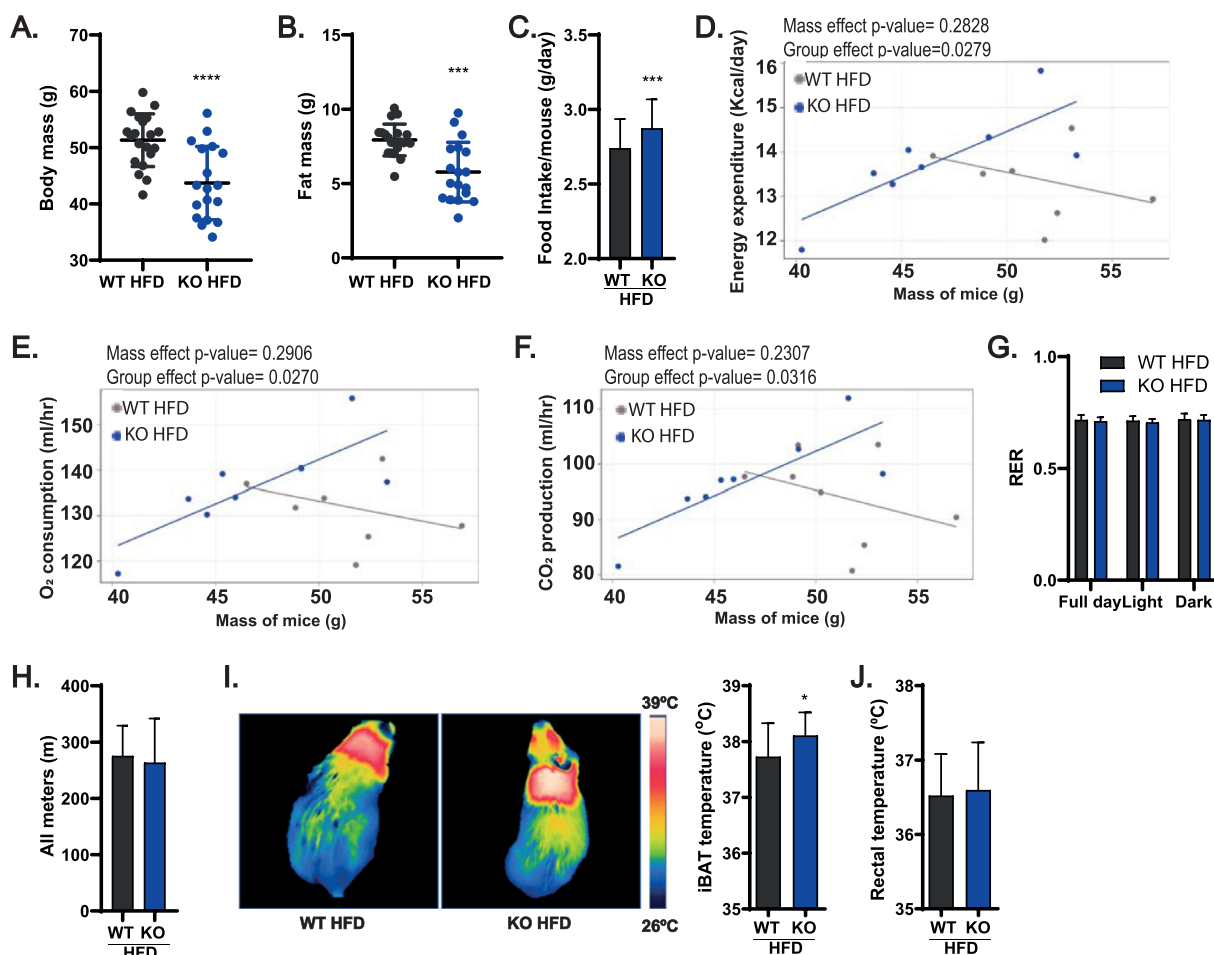 A.
Body mass (g)
70
60
50
40
30
****
WT HFD
KO HFD
B.
Fat mass (g)
15
10
5
0
***
WT HFD
KO HFD
C.
Food Intake/mouse (g/day)
3.5
3.0
2.5
2.0
***
WT KO
HFD
D.
Mass effect p-value= 0.2828
Group effect p-value=0.0279
Energy expenditure (Kcal/day)
16
15
14
13
12
WT HFD
KO HFD
40 45 50 55
Mass of mice (g)
E.
Mass effect p-value= 0.2906
Group effect p-value= 0.0270
O₂ consumption (ml/hr)
150
140
130
120
WT HFD
KO HFD
40 45 50 55
Mass of mice (g)
F.
Mass effect p-value= 0.2307
Group effect p-value= 0.0316
CO₂ production (ml/hr)
110
100
90
80
WT HFD
KO HFD
40 45 50 55
Mass of mice (g)
G.
RER
1.0
0.5
0.0
WT HFD
KO HFD
Full day Light Dark
H.
All meters (m)
400
300
200
100
0
WT KO
HFD
I.
39ºC
26ºC
WT HFD
KO HFD
iBAT temperature (ºC)
39
38
37
36
35
*
WT KO
HFD
J.
Rectal temperature (ºC)
38
37
36
35
WT KO
HFD